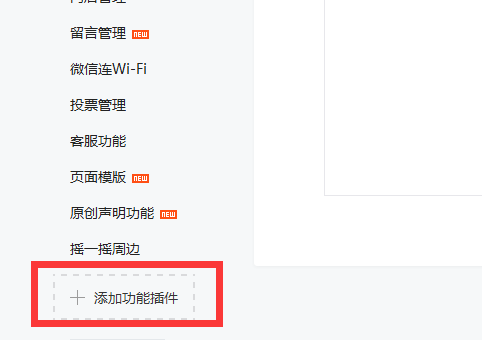 留言管理 NEW
微信连Wi-Fi
投票管理
客服功能
页面模版 NEW
原创声明功能 NEW
摇一摇周边
添加功能插件